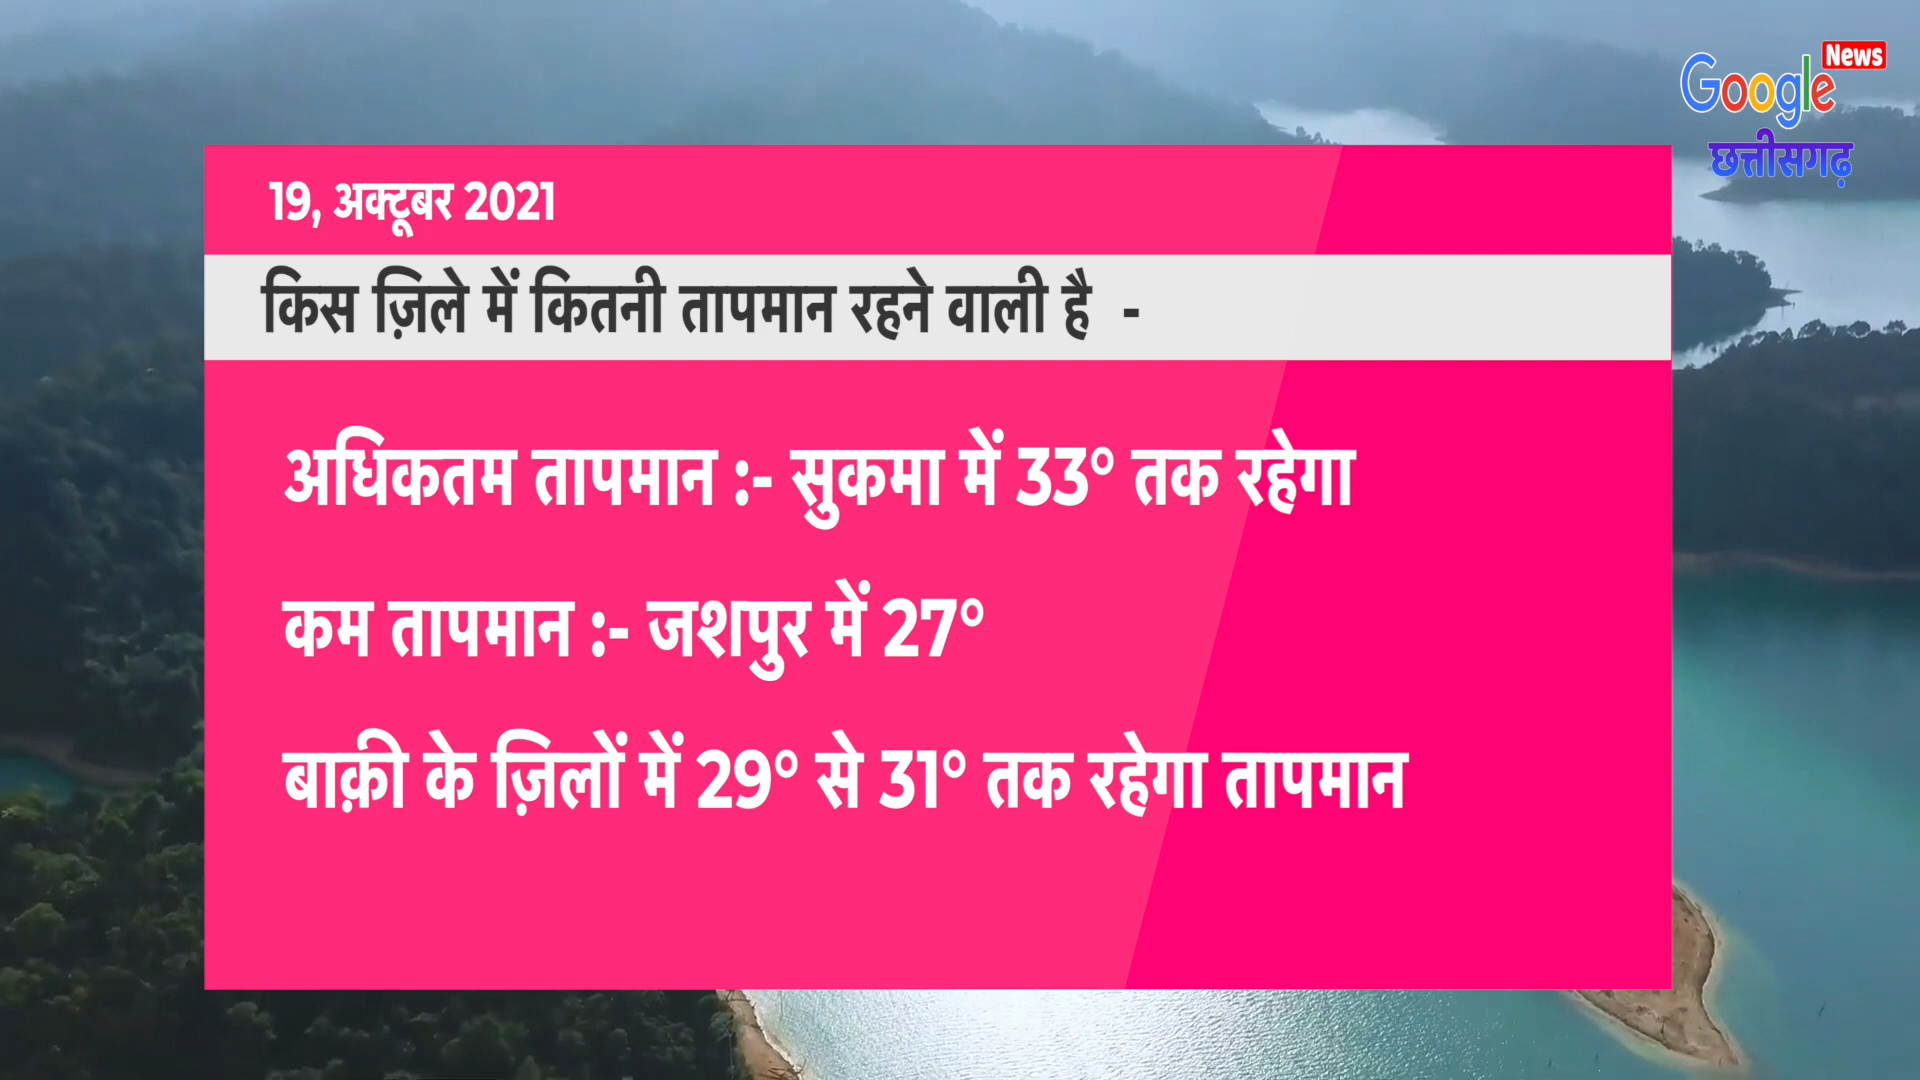 News
Google
छत्तीसगढ़
19, अक्टूबर 2021
किस ज़िले में कितनी तापमान रहने वाली है -
अधिकतम तापमान :- सुकमा में 33° तक रहेगा
कम तापमान :- जशपुर में 27°
बाक़ी के ज़िलों में 29° से 31° तक रहेगा तापमान